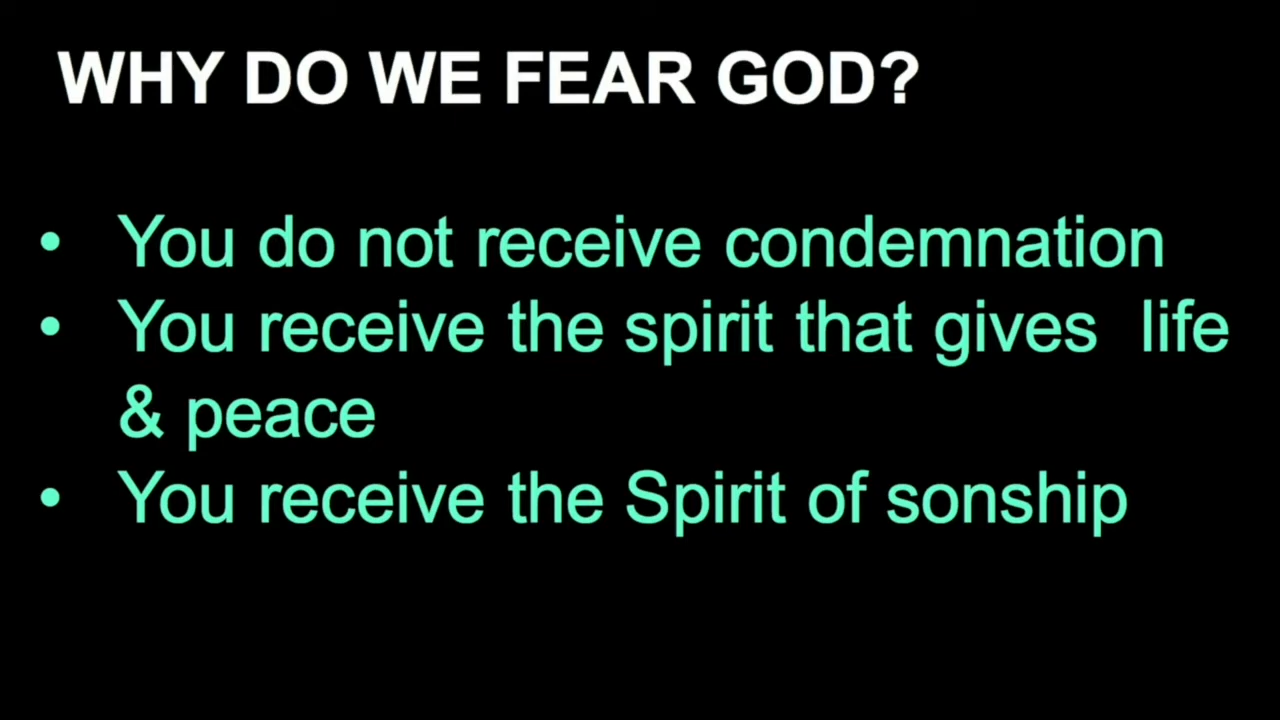 WHY DO WE FEAR GOD?
• You do not receive condemnation
• You receive the spirit that gives  life
& peace
• You receive the Spirit of sonship